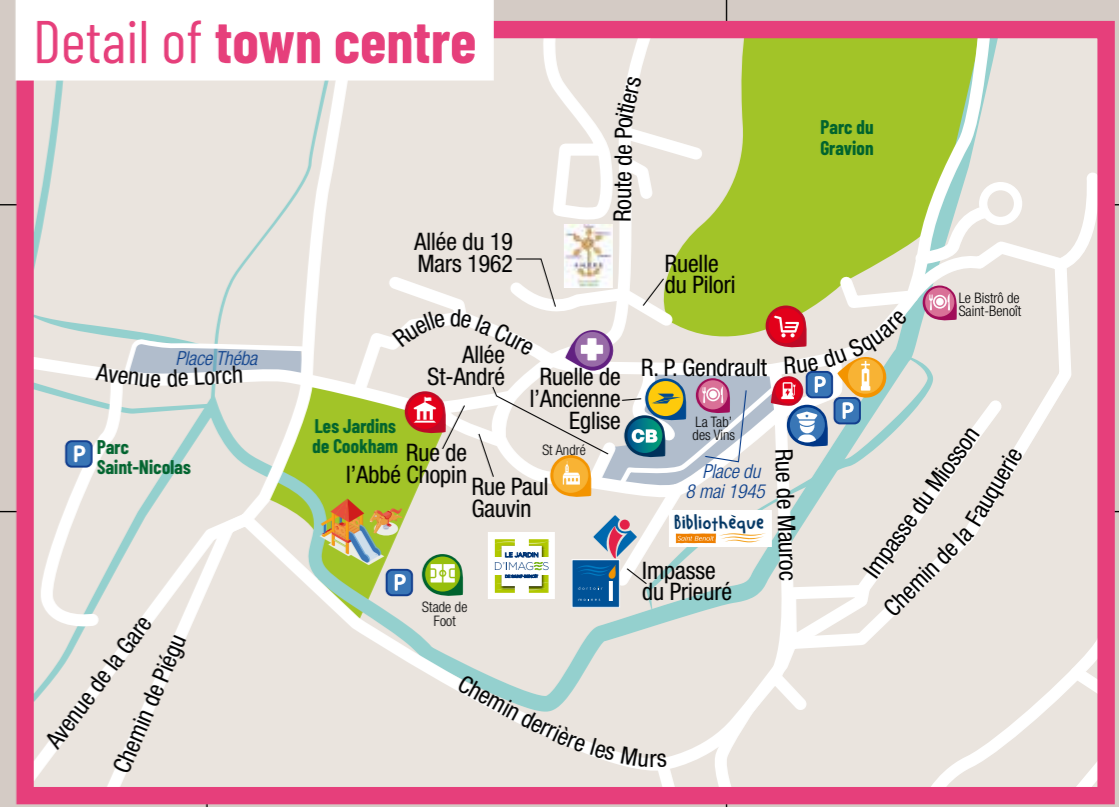 Detail of town centre
Parc du
Gravion
Route de Poitiers
Allée du 19
Mars 1962
Ruelle
du Pilori
Le Bistrô de
Saint-Benoît
Ruelle de la Cure
Rue du Square
Place Théba
Avenue de Lorch
Allée
St-André
R. P. Gendrault
Ruelle de
l'Ancienne
Eglise
P
La Tab'
des Vins
P
CB
Les Jardins
de Cookham
Rue de
l'Abbé Chopin
St André
P
Parc
Saint-Nicolas
Place du
8 mai 1945
Rue Paul
Gauvin
Rue de Mauroc
Impasse du Miosson
Chemin de la Fauquerie
Bibliothèque
Saint Benoît
LE JARDIN
D'IMAGES
DE SAINT-BENOÎT
Impasse
du Prieuré
P
Stade de
Foot
Avenue de la Gare
Chemin de Piégu
Chemin derrière les Murs